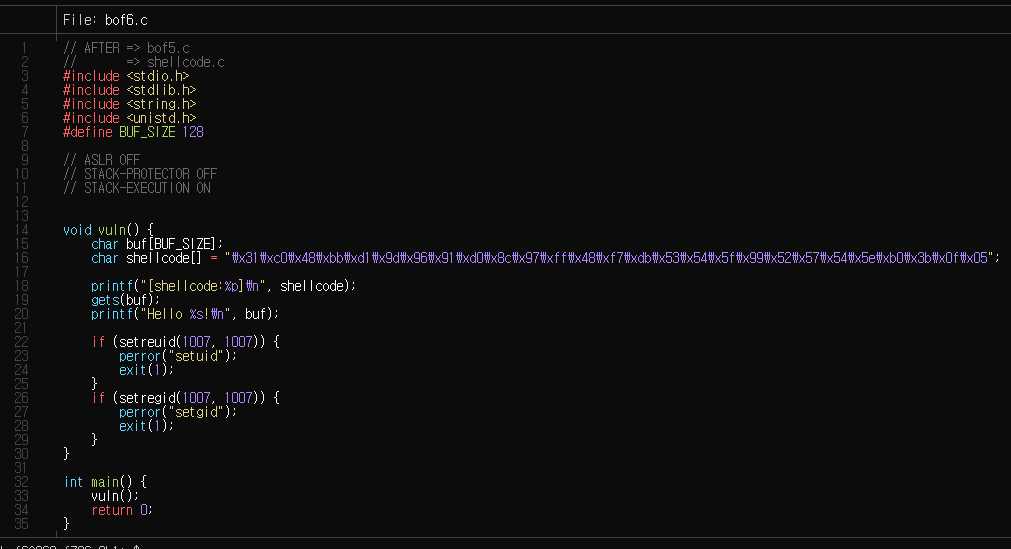 File: bof6.c
1 // AFTER => bof5.c
2 //       => shellcode.c
3 #include <stdio.h>
4 #include <stdlib.h>
5 #include <string.h>
6 #include <unistd.h>
7 #define BUF_SIZE 128
8
9 // ASLR OFF
10 // STACK-PROTECTOR OFF
11 // STACK-EXECUTION ON
12
13
14 void vuln() {
15     char buf[BUF_SIZE];
16     char shellcode[] = "₩x31₩xc0₩x48₩xbb₩xd1₩x9d₩x96₩x91₩xd0₩x8c₩x97₩xff₩x48₩xf7₩xdb₩x53₩x54₩x5f₩x99₩x52₩x57₩x54₩x5e₩xb0₩x3b₩x0f₩x05";
17
18     printf("[shellcode:%p]₩n", shellcode);
19     gets(buf);
20     printf("Hello %s!₩n", buf);
21
22     if (setreuid(1007, 1007)) {
23         perror("setuid");
24         exit(1);
25     }
26     if (setregid(1007, 1007)) {
27         perror("setgid");
28         exit(1);
29     }
30 }
31
32 int main() {
33     vuln();
34     return 0;
35 }